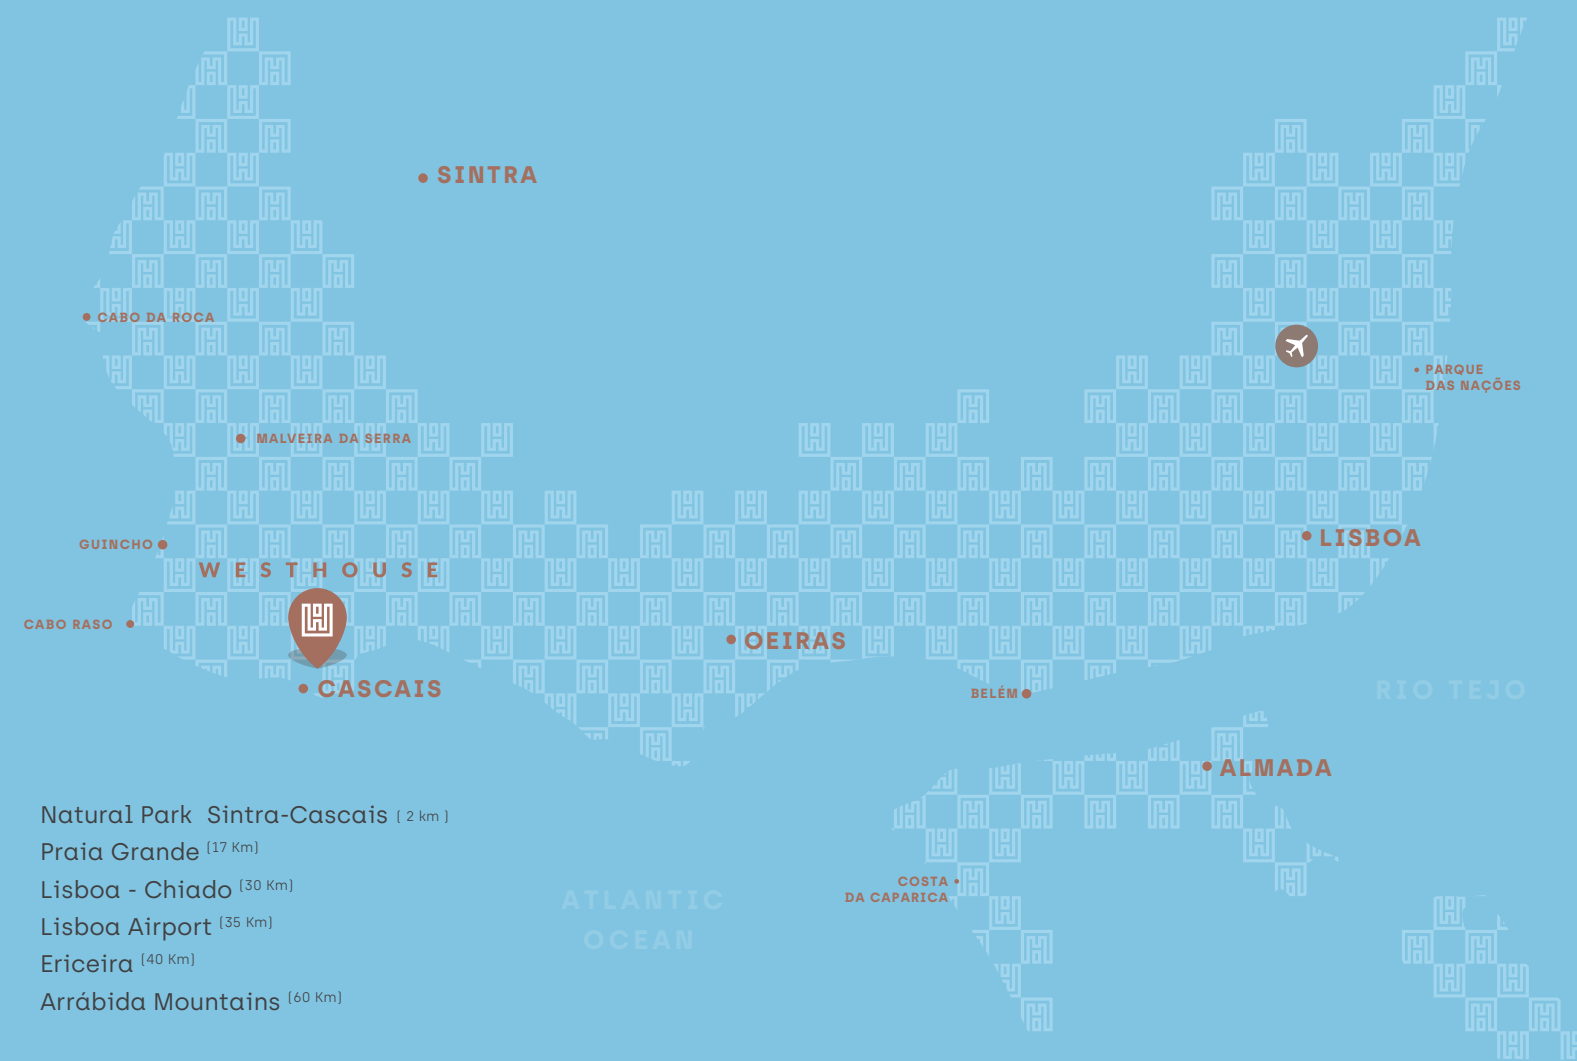 SINTRA
CABO DA ROCA
PARQUE
DAS NAÇÕES
MALVEIRA DA SERRA
GUINCHO
LISBOA
WESTHOUSE
CABO RASO
OEIRAS
CASCAIS
BELÉM
RIO TEJO
ALMADA
COSTA
DA CAPARICA
ATLANTIC
OCEAN
Natural Park Sintra-Cascais ( 2 km )
Praia Grande (17 Km)
Lisboa - Chiado (30 Km)
Lisboa Airport (35 Km)
Ericeira (40 Km)
Arrábida Mountains (60 Km)